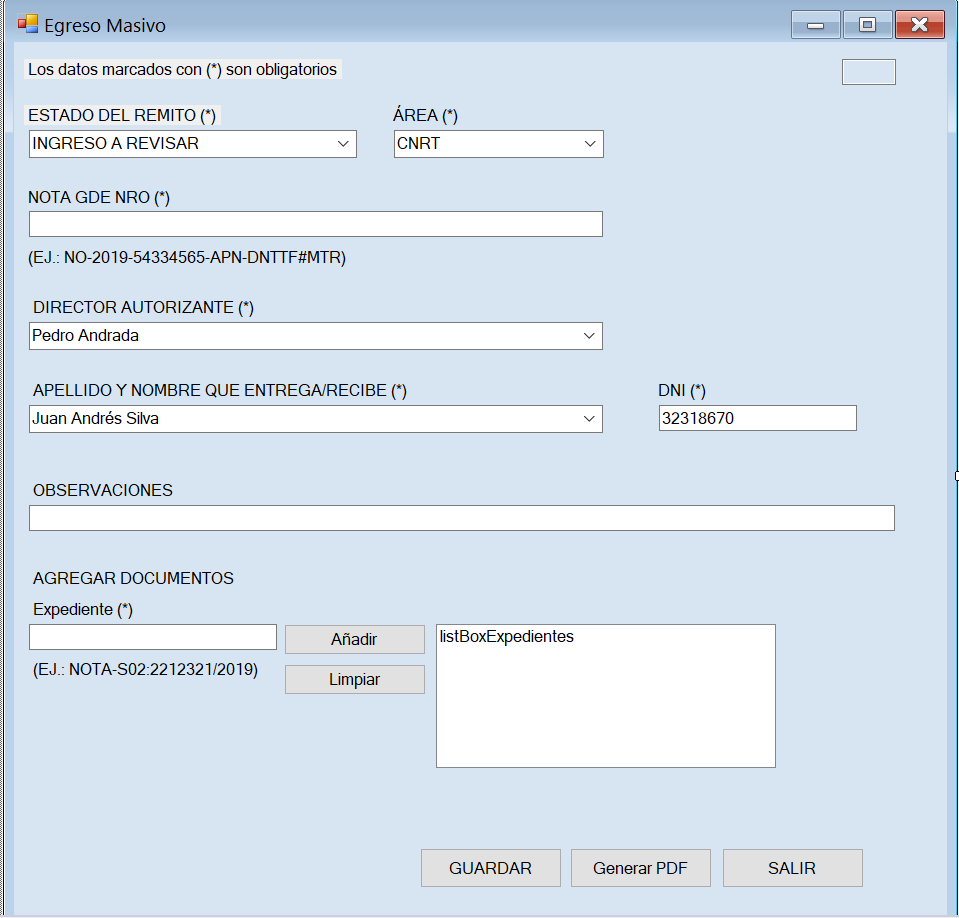 Egreso Masivo
Los datos marcados con (*) son obligatorios
ESTADO DEL REMITO (*) ÁREA (*)
INGRESO A REVISAR CNRT
NOTA GDE NRO (*)
(EJ.: NO-2019-54334565-APN-DNTTF#MTR)
DIRECTOR AUTORIZANTE (*)
Pedro Andrada
APELLIDO Y NOMBRE QUE ENTREGA/RECIBE (*) DNI (*)
Juan Andrés Silva 32318670
OBSERVACIONES
AGREGAR DOCUMENTOS
Expediente (*)
Añadir listBoxExpedientes
(EJ.: NOTA-S02:2212321/2019) Limpiar
GUARDAR Generar PDF SALIR